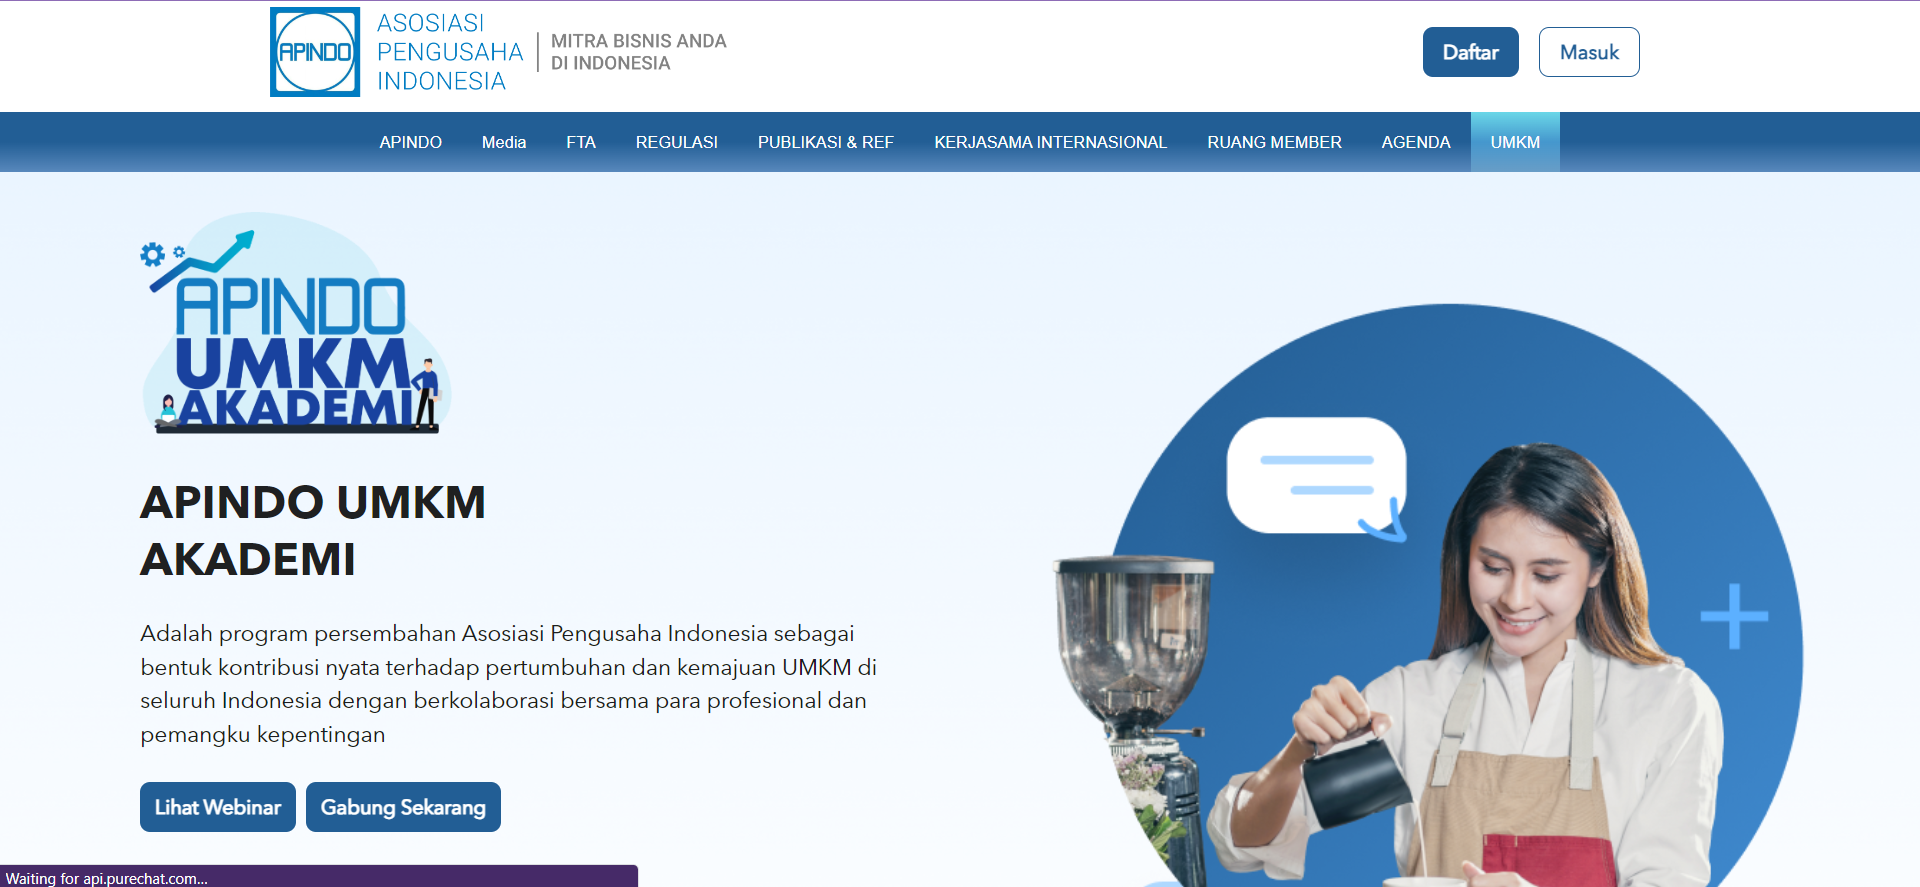 APINDO
ASOSIASI
PENGUSAHA
INDONESIA
MITRA BISNIS ANDA
DI INDONESIA
Daftar
Masuk
APINDO
Media
FTA
REGULASI
PUBLIKASI & REF
KERJASAMA INTERNASIONAL
RUANG MEMBER
AGENDA
UMKM
APINDO
UMKM
AKADEMI
APINDO UMKM
AKADEMI
Adalah program persembahan Asosiasi Pengusaha Indonesia sebagai
bentuk kontribusi nyata terhadap pertumbuhan dan kemajuan UMKM di
seluruh Indonesia dengan berkolaborasi bersama para profesional dan
pemangku kepentingan
Lihat Webinar
Gabung Sekarang
Waiting for api.purechat.com...